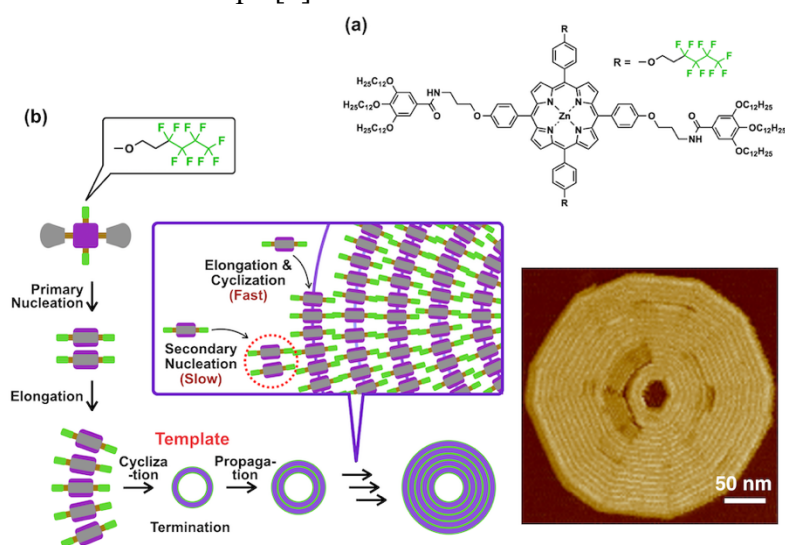 (a)
R
R = —O
F F F F
F
F F F F
H25C12O
H25C12O
H25C12O
O
NH
O
N N
Zn
N N
O
NH
O
OC12H25
OC12H25
OC12H25
R
(b)
—O
F F F F
F
F F F F
Primary
Nucleation
Elongation
Elongation &
Cyclization
(Fast)
Secondary
Nucleation
(Slow)
Template
Cycliza
-tion
Propaga-
tion
Termination
50 nm